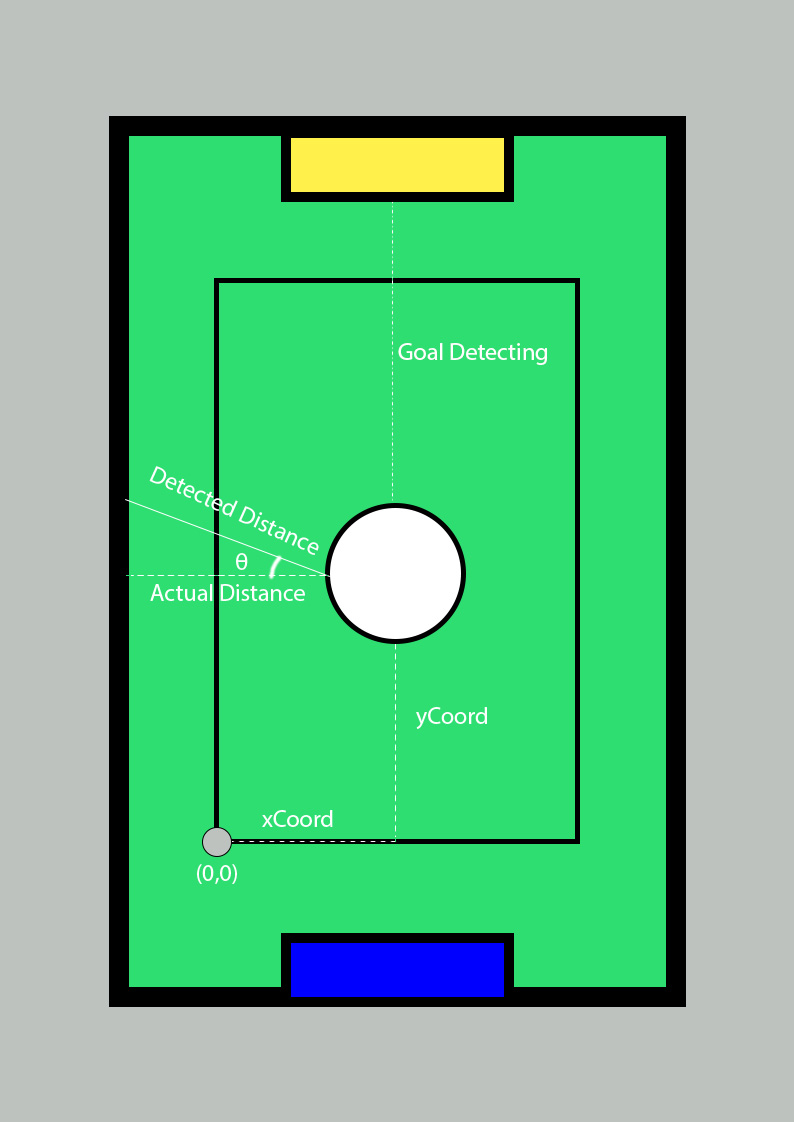 Goal Detecting
Detected Distance
θ
Actual Distance
yCoord
xCoord
(0,0)